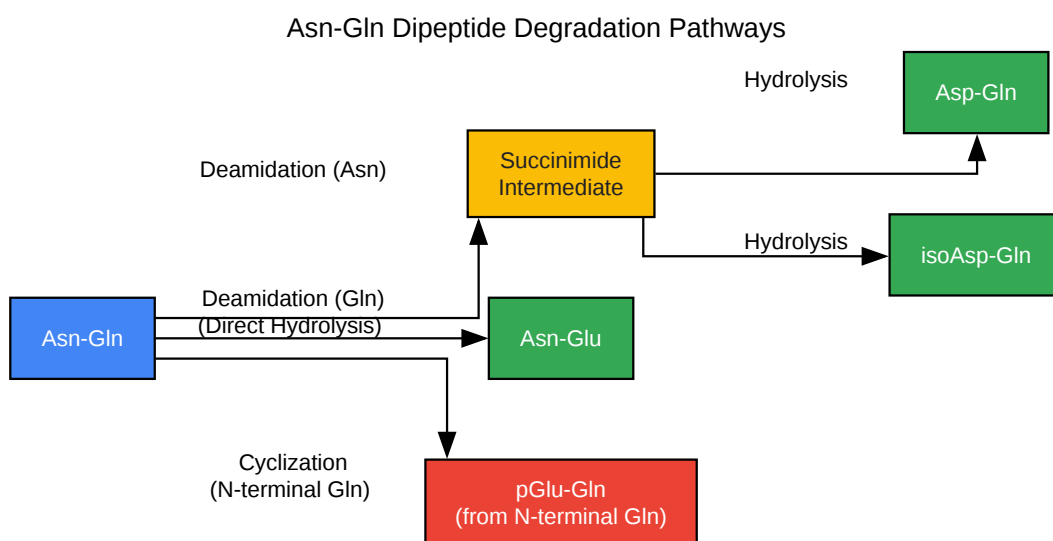 Asn-Gln Dipeptide Degradation Pathways
Hydrolysis
Asp-Gln
Deamidation (Asn)
Succinimide
Intermediate
Hydrolysis
isoAsp-Gln
Asn-Gln
Deamidation (Gln)
(Direct Hydrolysis)
Asn-Glu
Cyclization
(N-terminal Gln)
pGlu-Gln
(from N-terminal Gln)